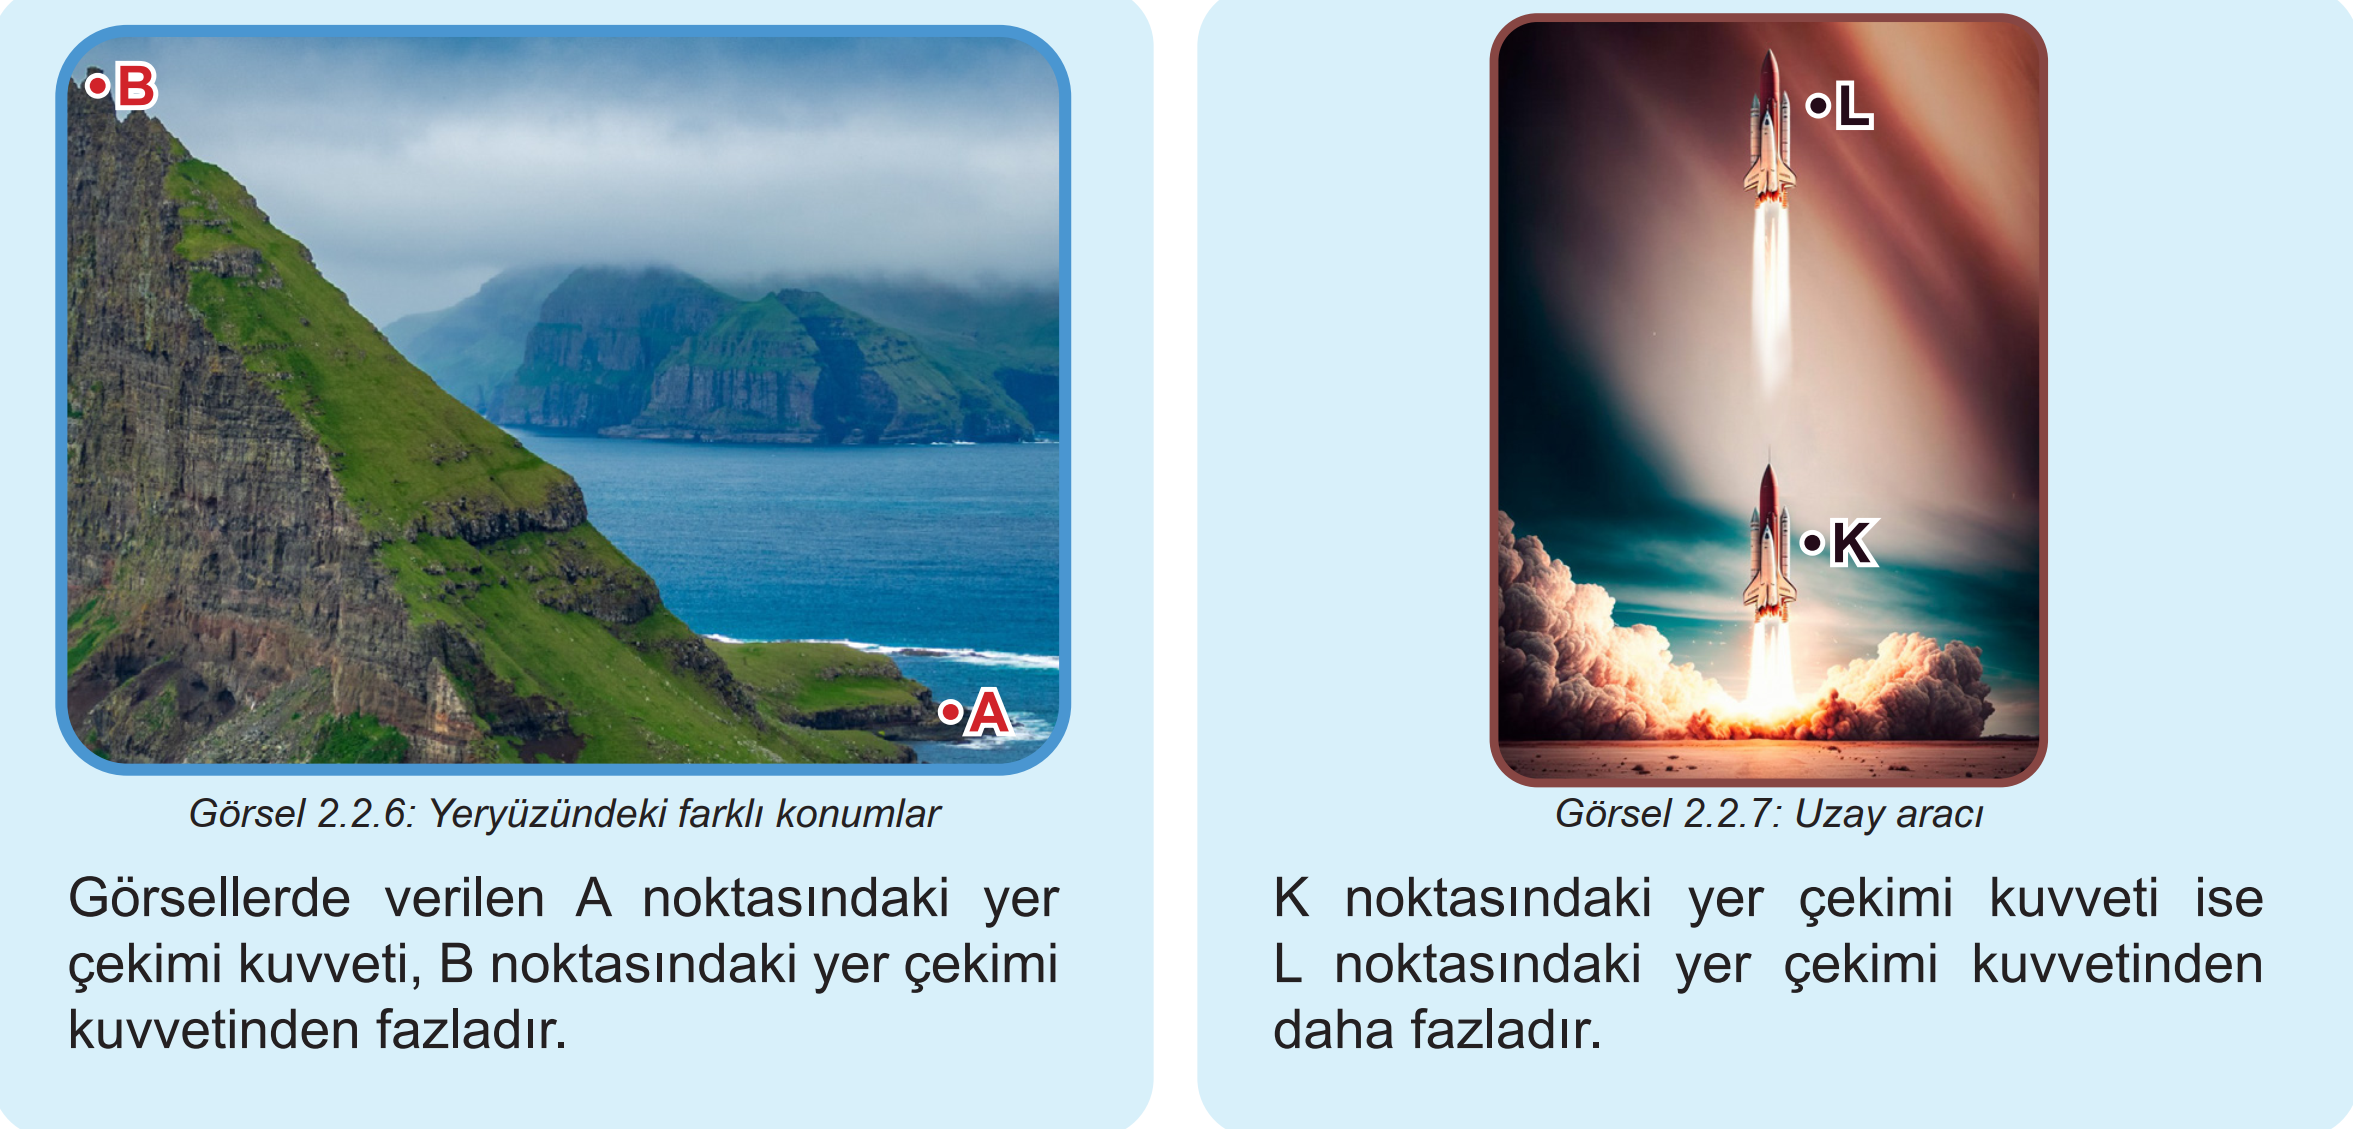 B
A
Görsel 2.2.6: Yeryüzündeki farklı konumlar
Görsellerde verilen A noktasındaki yer
çekimi kuvveti, B noktasındaki yer çekimi
kuvvetinden fazladır.
L
K
Görsel 2.2.7: Uzay aracı
K noktasındaki yer çekimi kuvveti ise
L noktasındaki yer çekimi kuvvetinden
daha fazladır.